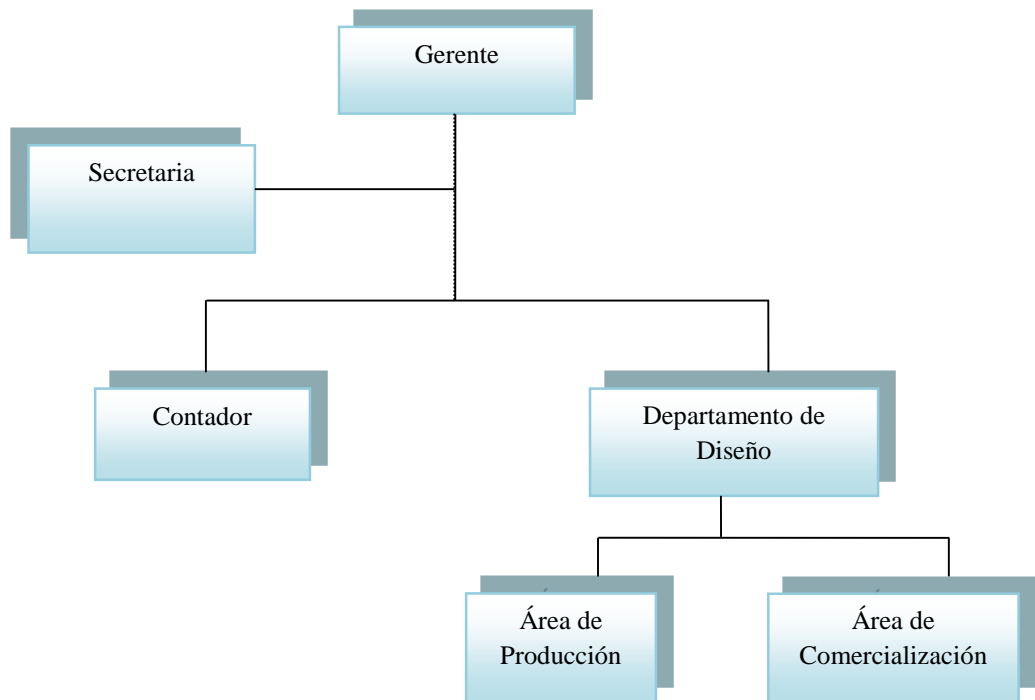 Gerente
Secretaria
Contador
Departamento de
Diseño
Área de
Producción
Área de
Comercialización